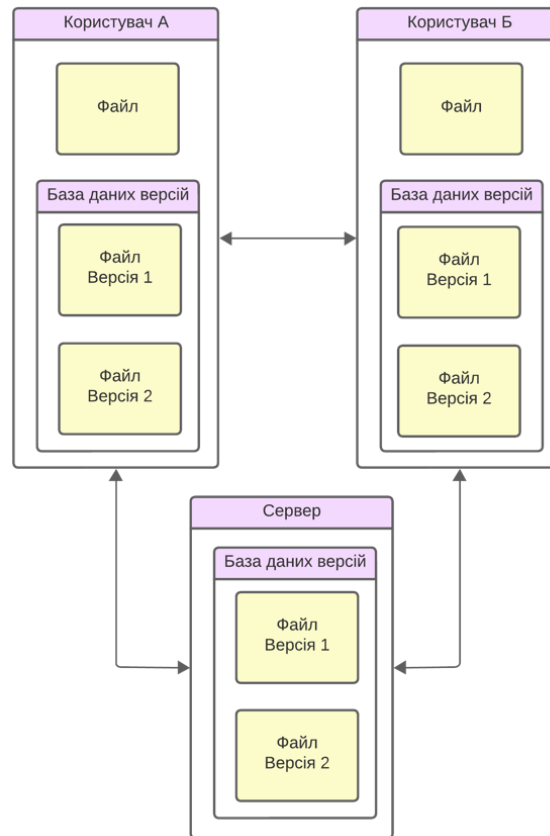 Користувач А
Файл
База даних версій
Файл
Версія 1
Файл
Версія 2
Користувач Б
Файл
База даних версій
Файл
Версія 1
Файл
Версія 2
Сервер
База даних версій
Файл
Версія 1
Файл
Версія 2